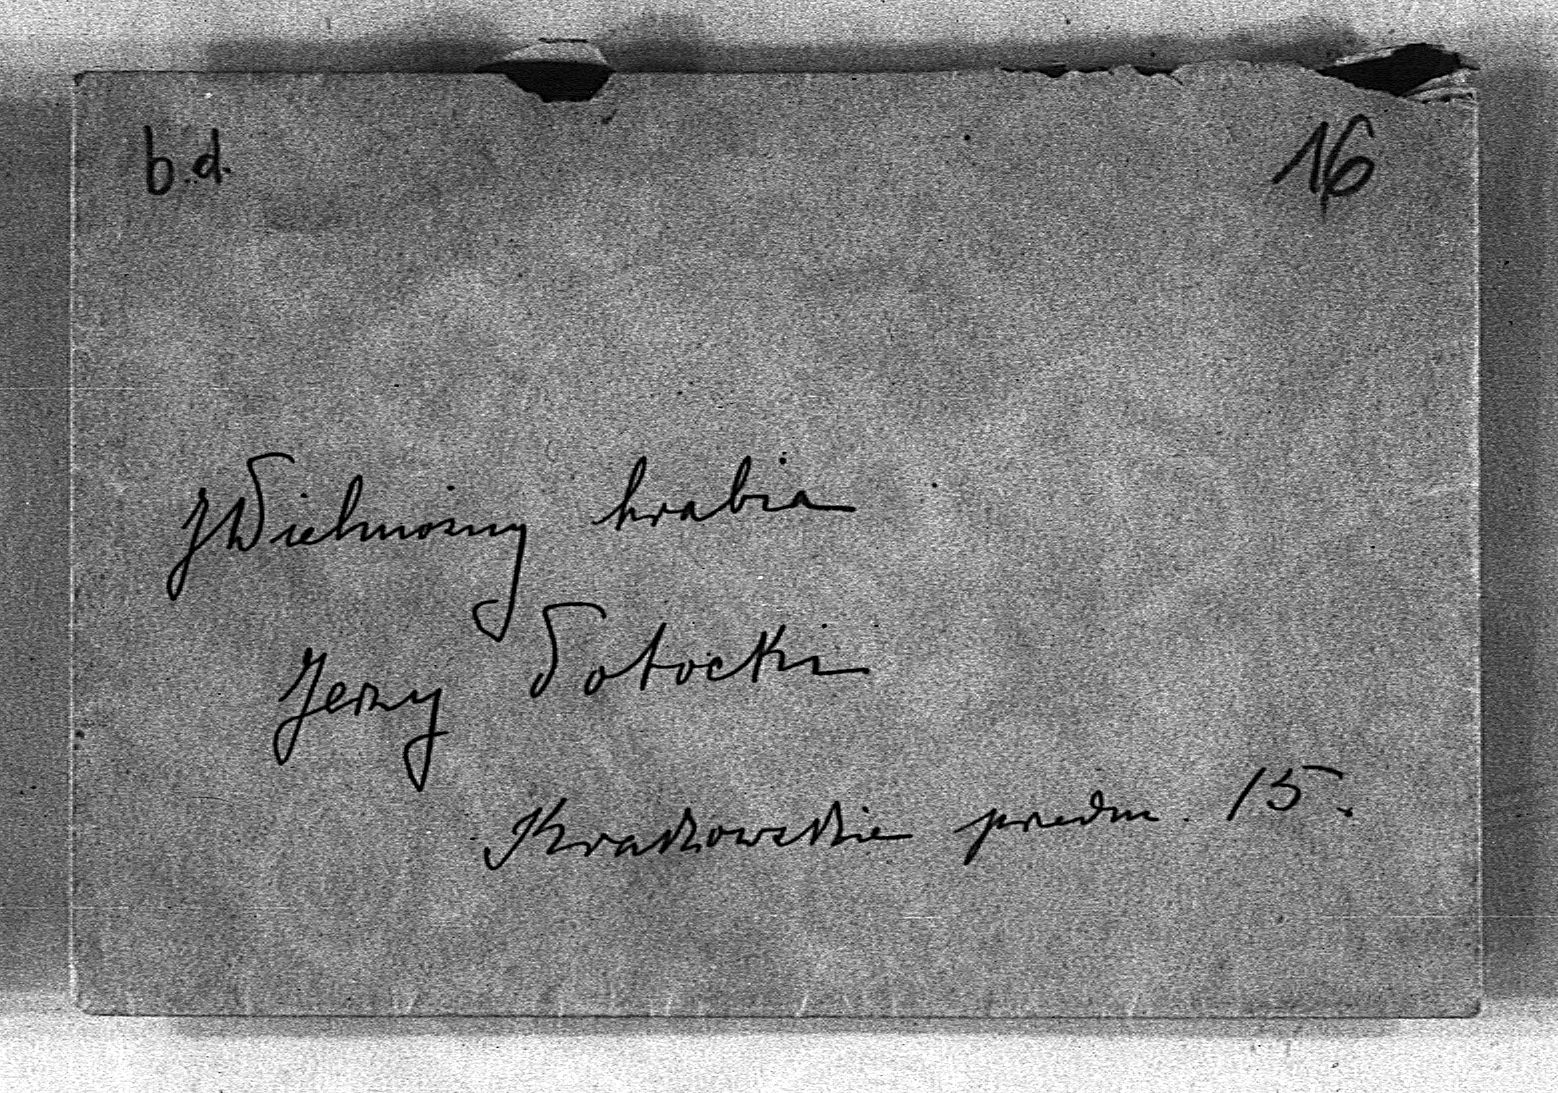 b.d.
16
JWielmożny hrabia
Jerzy Potocki
Krakowskie przedm. 15.